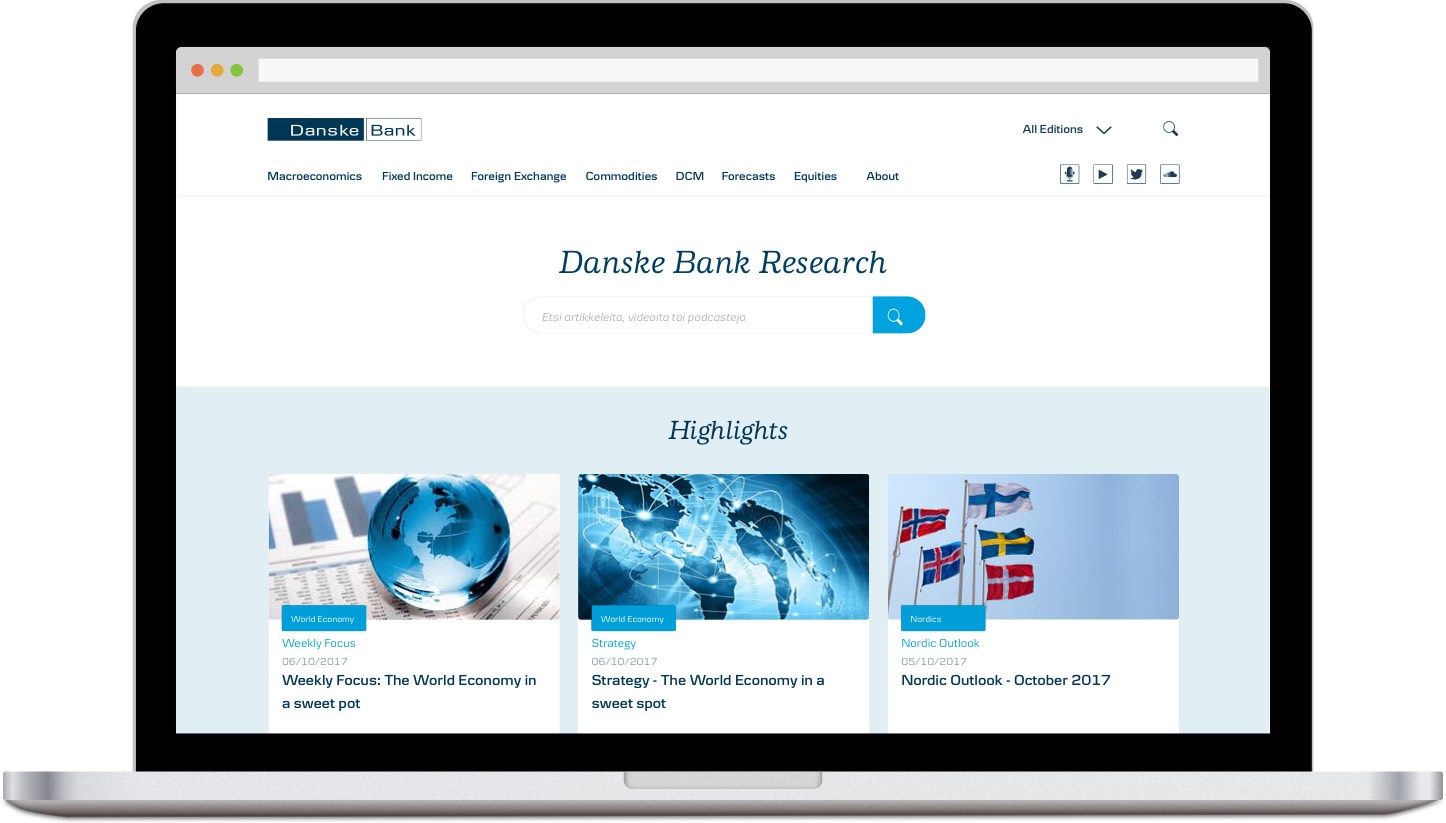 Danske Bank
All Editions
Macroeconomics Fixed Income Foreign Exchange Commodities DCM Forecasts Equities About
Danske Bank Research
Etsi artikkeleita, videoita tai podcasteja
Highlights
World Economy
Weekly Focus
06/10/2017
Weekly Focus: The World Economy in
a sweet pot
World Economy
Strategy
06/10/2017
Strategy - The World Economy in a
sweet spot
Nordics
Nordic Outlook
05/10/2017
Nordic Outlook - October 2017